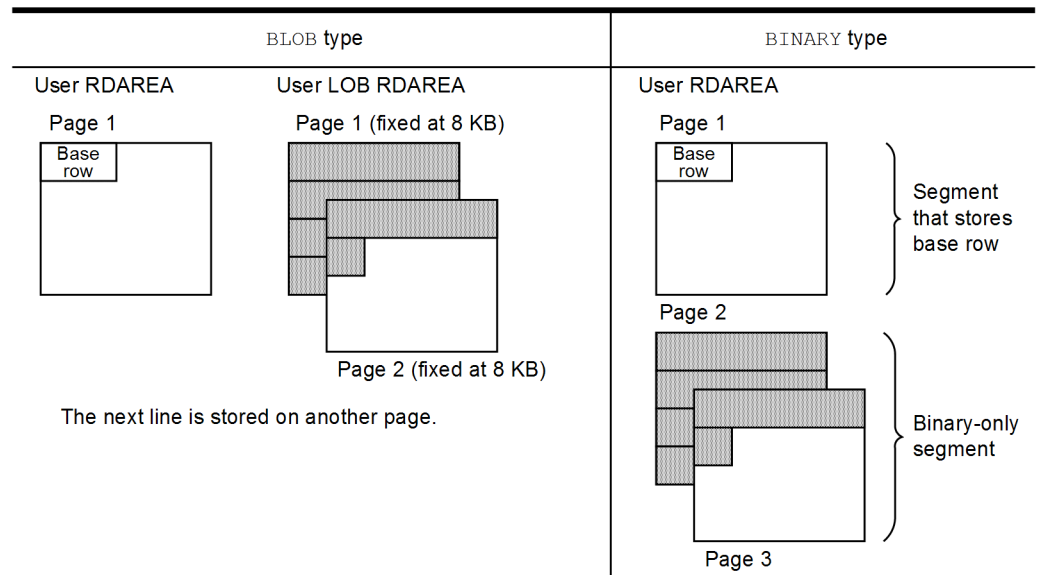 BLOB type
BINARY type
User RDAREA
User LOB RDAREA
User RDAREA
Page 1
Page 1 (fixed at 8 KB)
Page 1
Base
row
Base
row
Segment
that stores
base row
Page 2
Page 2 (fixed at 8 KB)
The next line is stored on another page.
Binary-only
segment
Page 3